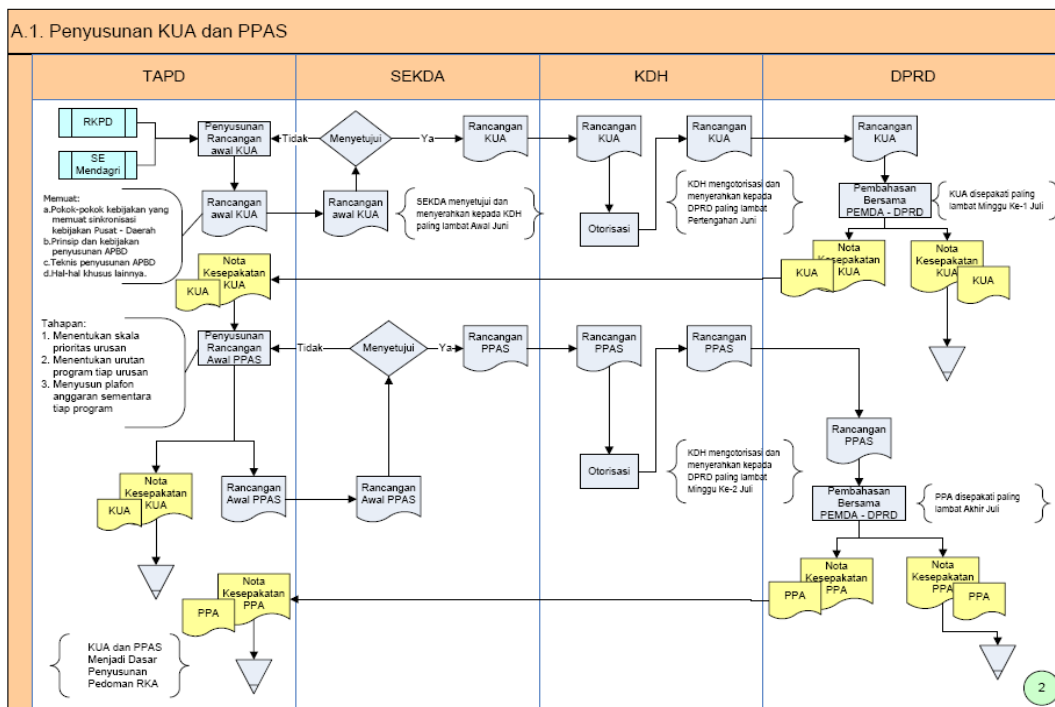 A.1. Penyusunan KUA dan PPAS
TAPD
SEKDA
KDH
DPRD
RKPD
SE
Mendagri
Penyusunan
Rancangan
awal KUA
Tidak
Menyetujui
Ya
Rancangan
KUA
Rancangan
KUA
Rancangan
KUA
Rancangan
KUA
Memuat:
a.Pokok-pokok kebijakan yang
memuat sinkronisasi
kebijakan Pusat - Daerah
b.Prinsip dan kebijakan
penyusunan APBD
c.Teknis penyusunan APBD
d.Hal-hal khusus lainnya.
Rancangan
awal KUA
Rancangan
awal KUA
SEKDA menyetujui dan
menyerahkan kepada KDH
paling lambat Awal Juni
Otorisasi
KDH mengotorisasi dan
menyerahkan kepada
DPRD paling lambat
Pertengahan Juni
Pembahasan
Bersama
PEMDA - DPRD
KUA disepakati paling
lambat Minggu Ke-1 Juli
Nota
Kesepakatan
KUA
KUA
Nota
Kesepakatan
KUA
KUA
Nota
Kesepakatan
KUA
KUA
Tahapan:
1. Menentukan skala
prioritas urusan
2. Menentukan urutan
program tiap urusan
3. Menyusun plafon
anggaran sementara
tiap program
Penyusunan
Rancangan
Awal PPAS
Tidak
Menyetujui
Ya
Rancangan
PPAS
Rancangan
PPAS
Rancangan
PPAS
Rancangan
PPAS
Nota
Kesepakatan
KUA
KUA
Rancangan
Awal PPAS
Rancangan
Awal PPAS
Otorisasi
KDH mengotorisasi dan
menyerahkan kepada
DPRD paling lambat
Minggu Ke-2 Juli
Pembahasan
Bersama
PEMDA - DPRD
PPA disepakati paling
lambat Akhir Juli
Nota
Kesepakatan
PPA
PPA
Nota
Kesepakatan
PPA
PPA
Nota
Kesepakatan
PPA
PPA
KUA dan PPAS
Menjadi Dasar
Penyusunan
Pedoman RKA
2